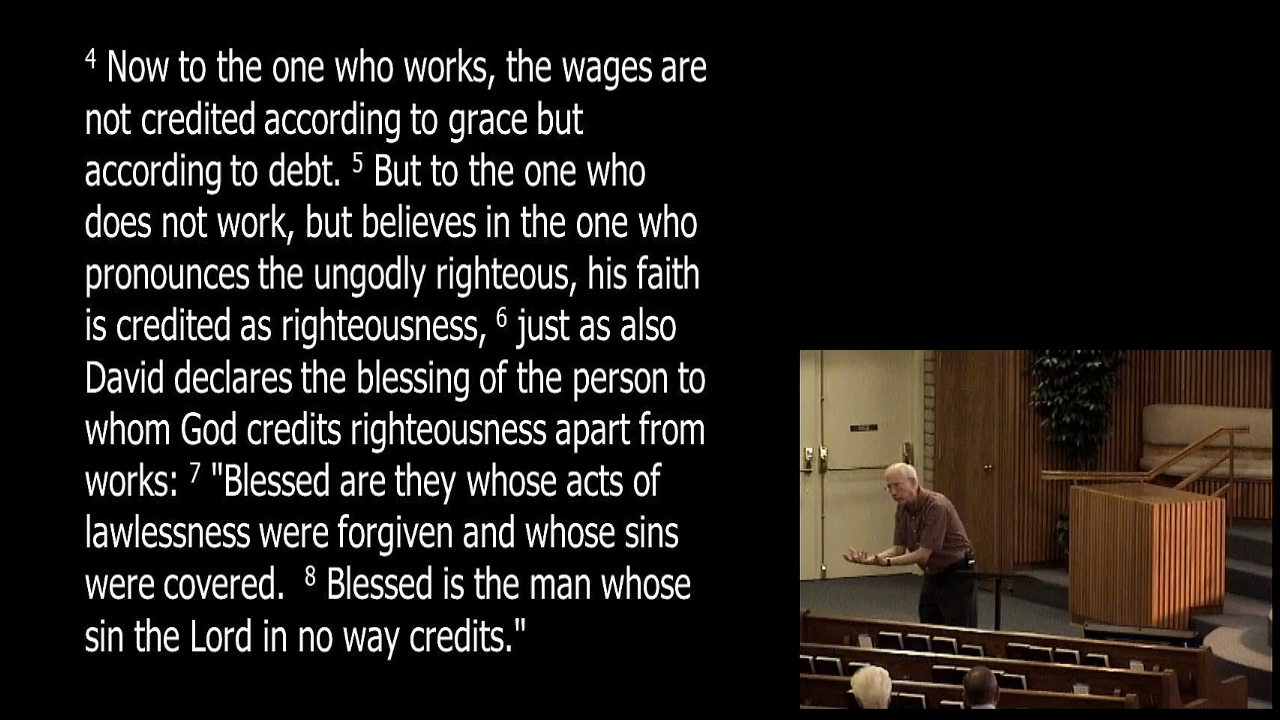 4 Now to the one who works, the wages are
not credited according to grace but
according to debt. 5 But to the one who
does not work, but believes in the one who
pronounces the ungodly righteous, his faith
is credited as righteousness, 6 just as also
David declares the blessing of the person to
whom God credits righteousness apart from
works: 7 "Blessed are they whose acts of
lawlessness were forgiven and whose sins
were covered.  8 Blessed is the man whose
sin the Lord in no way credits."